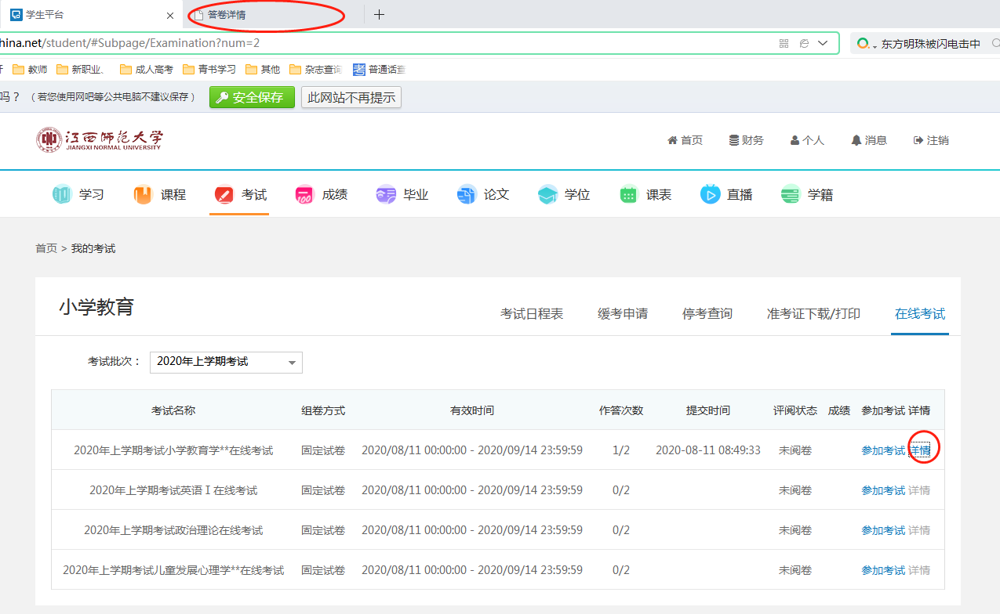 学生平台
答卷详情
hina.net/student/#Subpage/Examination?num=2
东方明珠被闪电击中
教师 新职业、 成人高考 青书学习 其他 杂志查询 考 普通话查
吗？ （若您使用网吧等公共电脑不建议保存） 安全保存 此网站不再提示
江西师范大学
JIANGXI NORMAL UNIVERSITY
首页 财务 个人 消息 注销
学习 课程 考试 100 成绩 毕业 论文 学位 课表 直播 学籍
首页 > 我的考试
小学教育
考试日程表 缓考申请 停考查询 准考证下载/打印 在线考试
考试批次： 2020年上学期考试
考试名称 组卷方式 有效时间 作答次数 提交时间 评阅状态 成绩 参加考试 详情
2020年上学期考试小学教育学**在线考试 固定试卷 2020/08/11 00:00:00 - 2020/09/14 23:59:59 1/2 2020-08-11 08:49:33 未阅卷 参加考试 详情
2020年上学期考试英语Ⅰ在线考试 固定试卷 2020/08/11 00:00:00 - 2020/09/14 23:59:59 0/2 未阅卷 参加考试 详情
2020年上学期考试政治理论在线考试 固定试卷 2020/08/11 00:00:00 - 2020/09/14 23:59:59 0/2 未阅卷 参加考试 详情
2020年上学期考试儿童发展心理学**在线考试 固定试卷 2020/08/11 00:00:00 - 2020/09/14 23:59:59 0/2 未阅卷 参加考试 详情